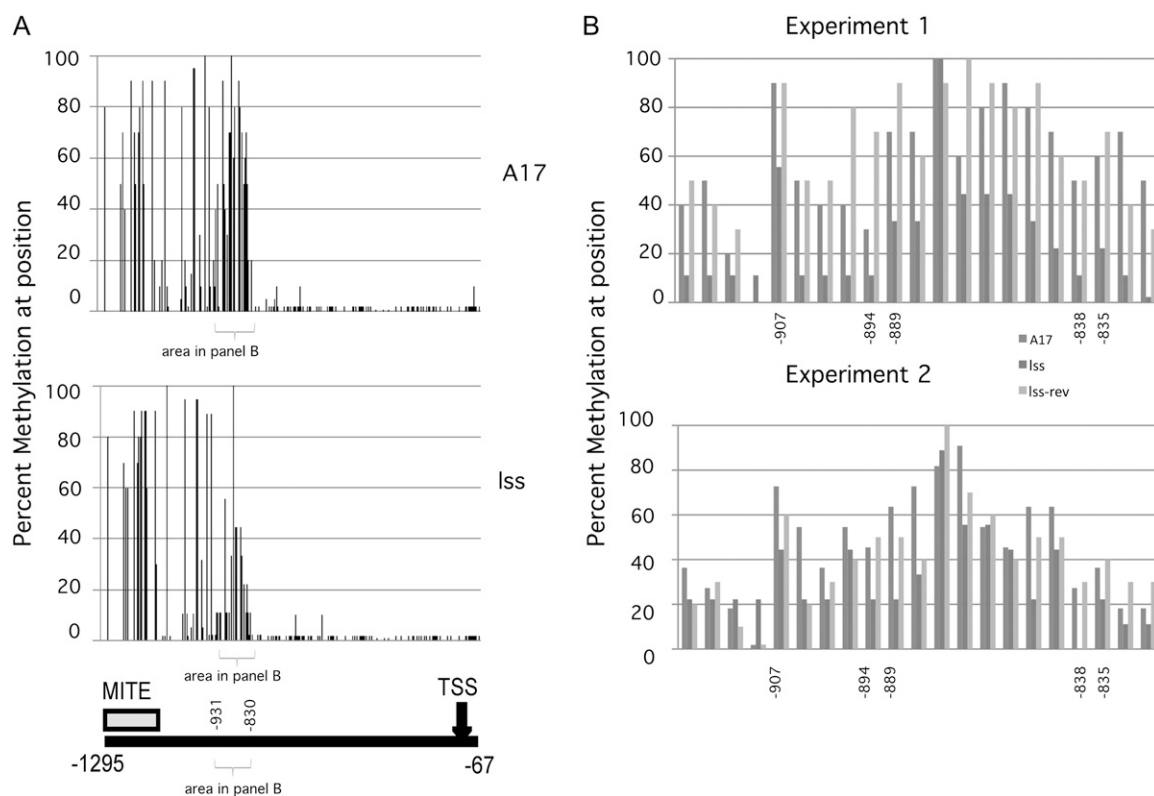 A
Percent Methylation at position
100
80
60
40
20
0
A17
area in panel B
100
80
60
40
20
0
lss
area in panel B
MITE
-931
-830
TSS
-1295
-67
area in panel B
B
Experiment 1
Percent Methylation at position
100
80
60
40
20
0
-907
-894
-889
-838
-835
A17
lss
lss-rev
Experiment 2
100
80
60
40
20
0
-907
-894
-889
-838
-835